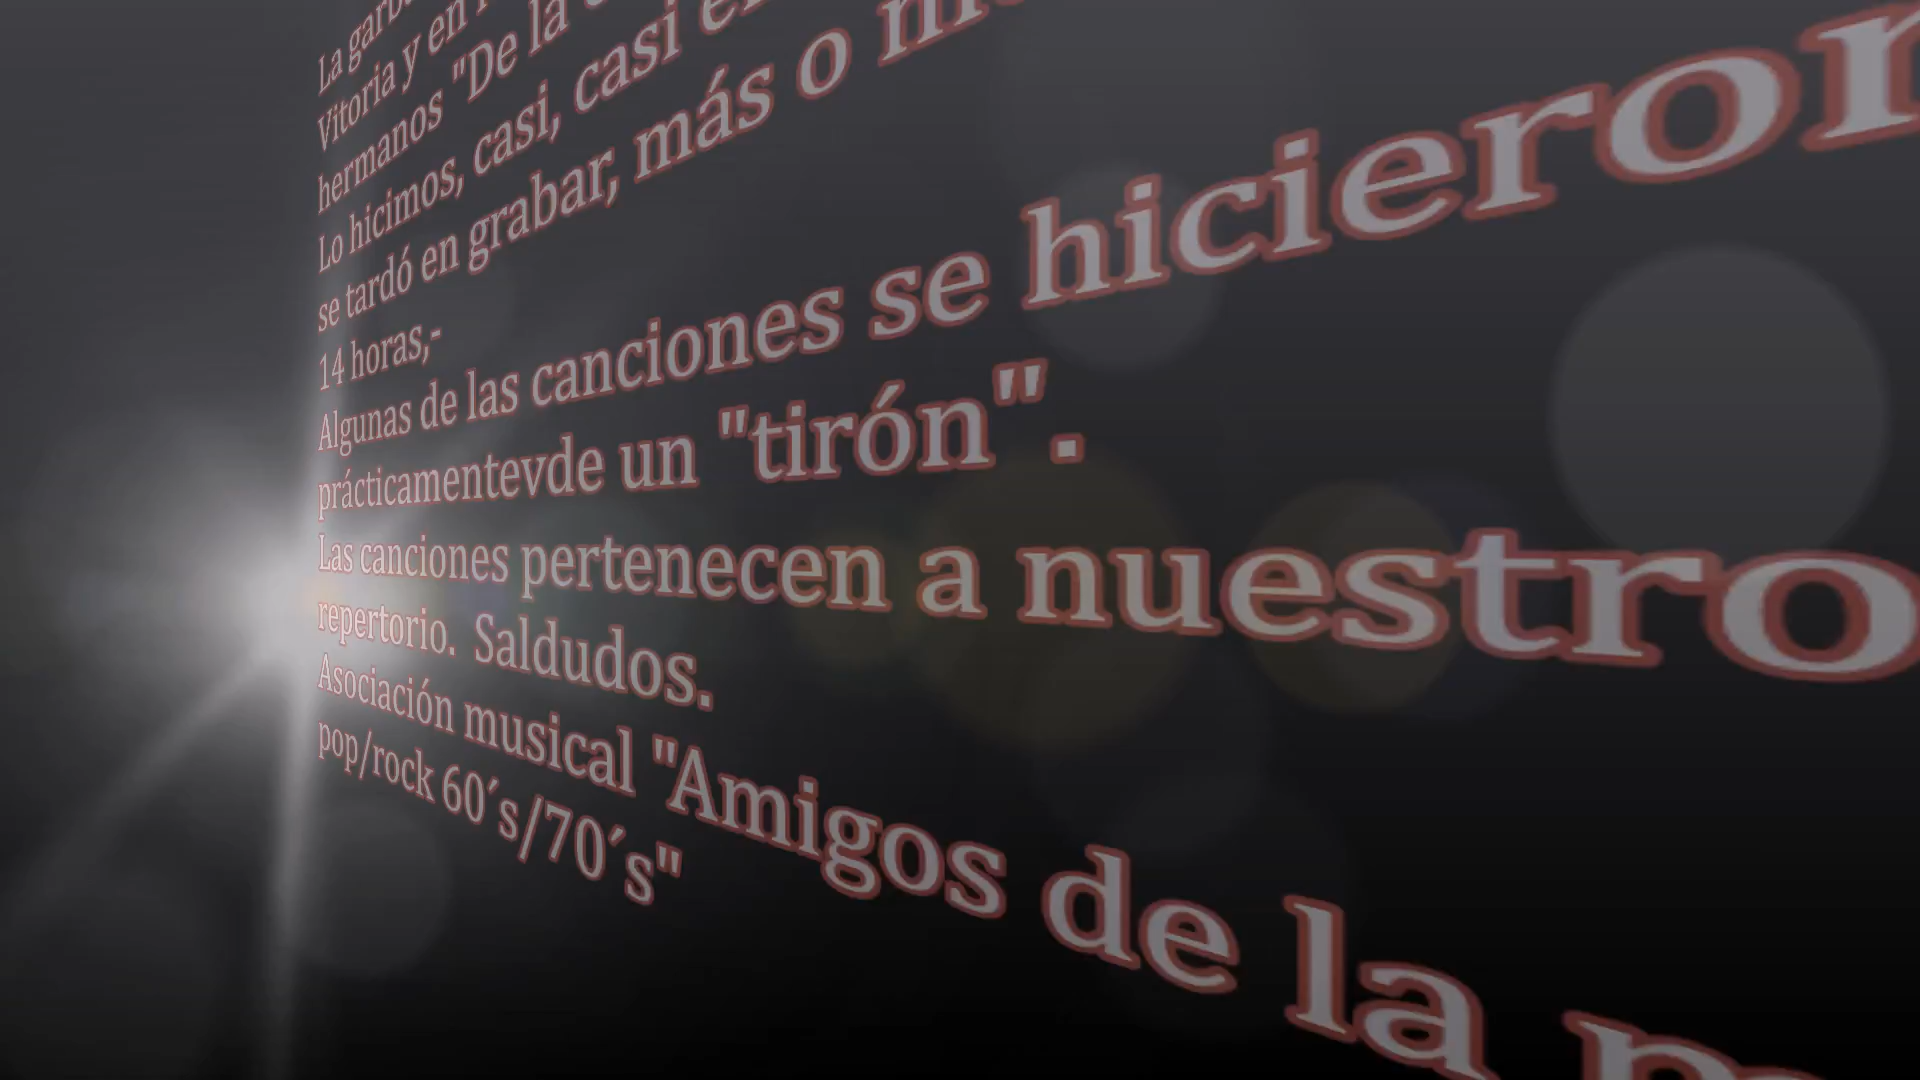 La
Vitoria y en
hermanos "De la
Lo hicimos, casi, casi
se tardó en grabar, más o
14 horas,-
Algunas de las canciones se hicieron
prácticamentevde un "tirón".
Las canciones pertenecen a nuestro
repertorio. Saldudos.
Asociación musical "Amigos de la
pop/rock 60´s/70´s"